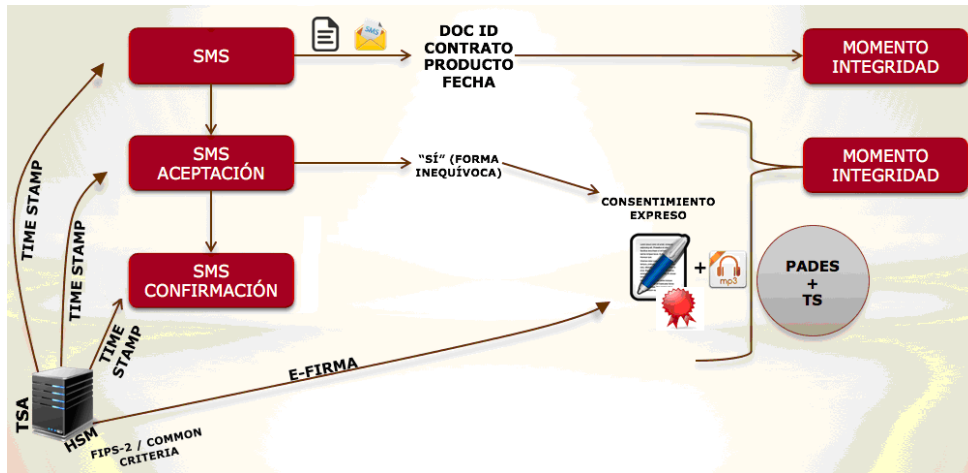 SMS
SMS
DOC ID
CONTRATO
PRODUCTO
FECHA
MOMENTO
INTEGRIDAD
SMS
ACEPTACIÓN
"SÍ" (FORMA
INEQUÍVOCA)
CONSENTIMIENTO
EXPRESO
MOMENTO
INTEGRIDAD
SMS
CONFIRMACIÓN
+
mp3
PADES
+
TS
TIME STAMP
TIME STAMP
TIME
STAMP
E-FIRMA
TSA
HSM
FIPS-2 / COMMON
CRITERIA